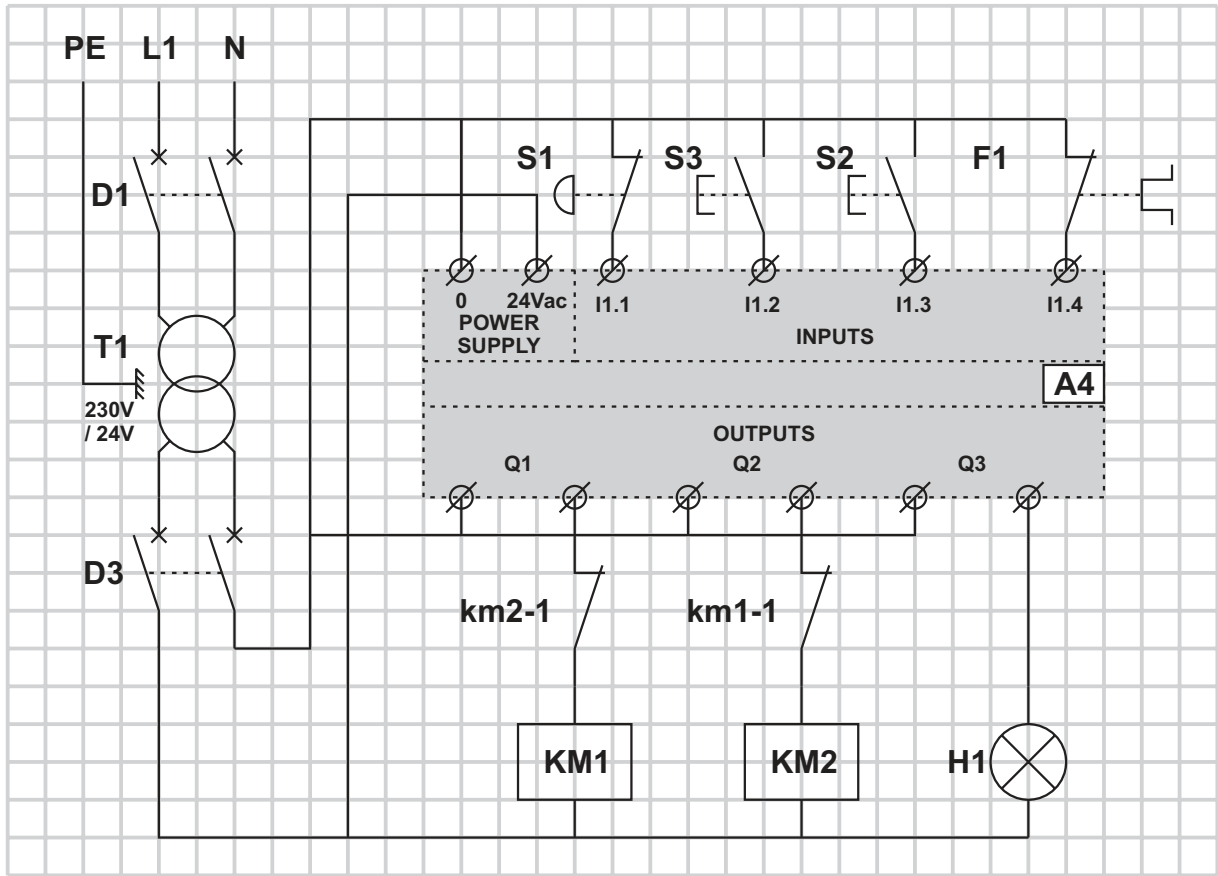 PE L1 N
S1 S3 S2 F1
D1
0 24Vac I1.1 I1.2 I1.3 I1.4
POWER
SUPPLY
INPUTS
T1
A4
230V
/ 24V
OUTPUTS
Q1 Q2 Q3
D3
km2-1 km1-1
KM1 KM2 H1